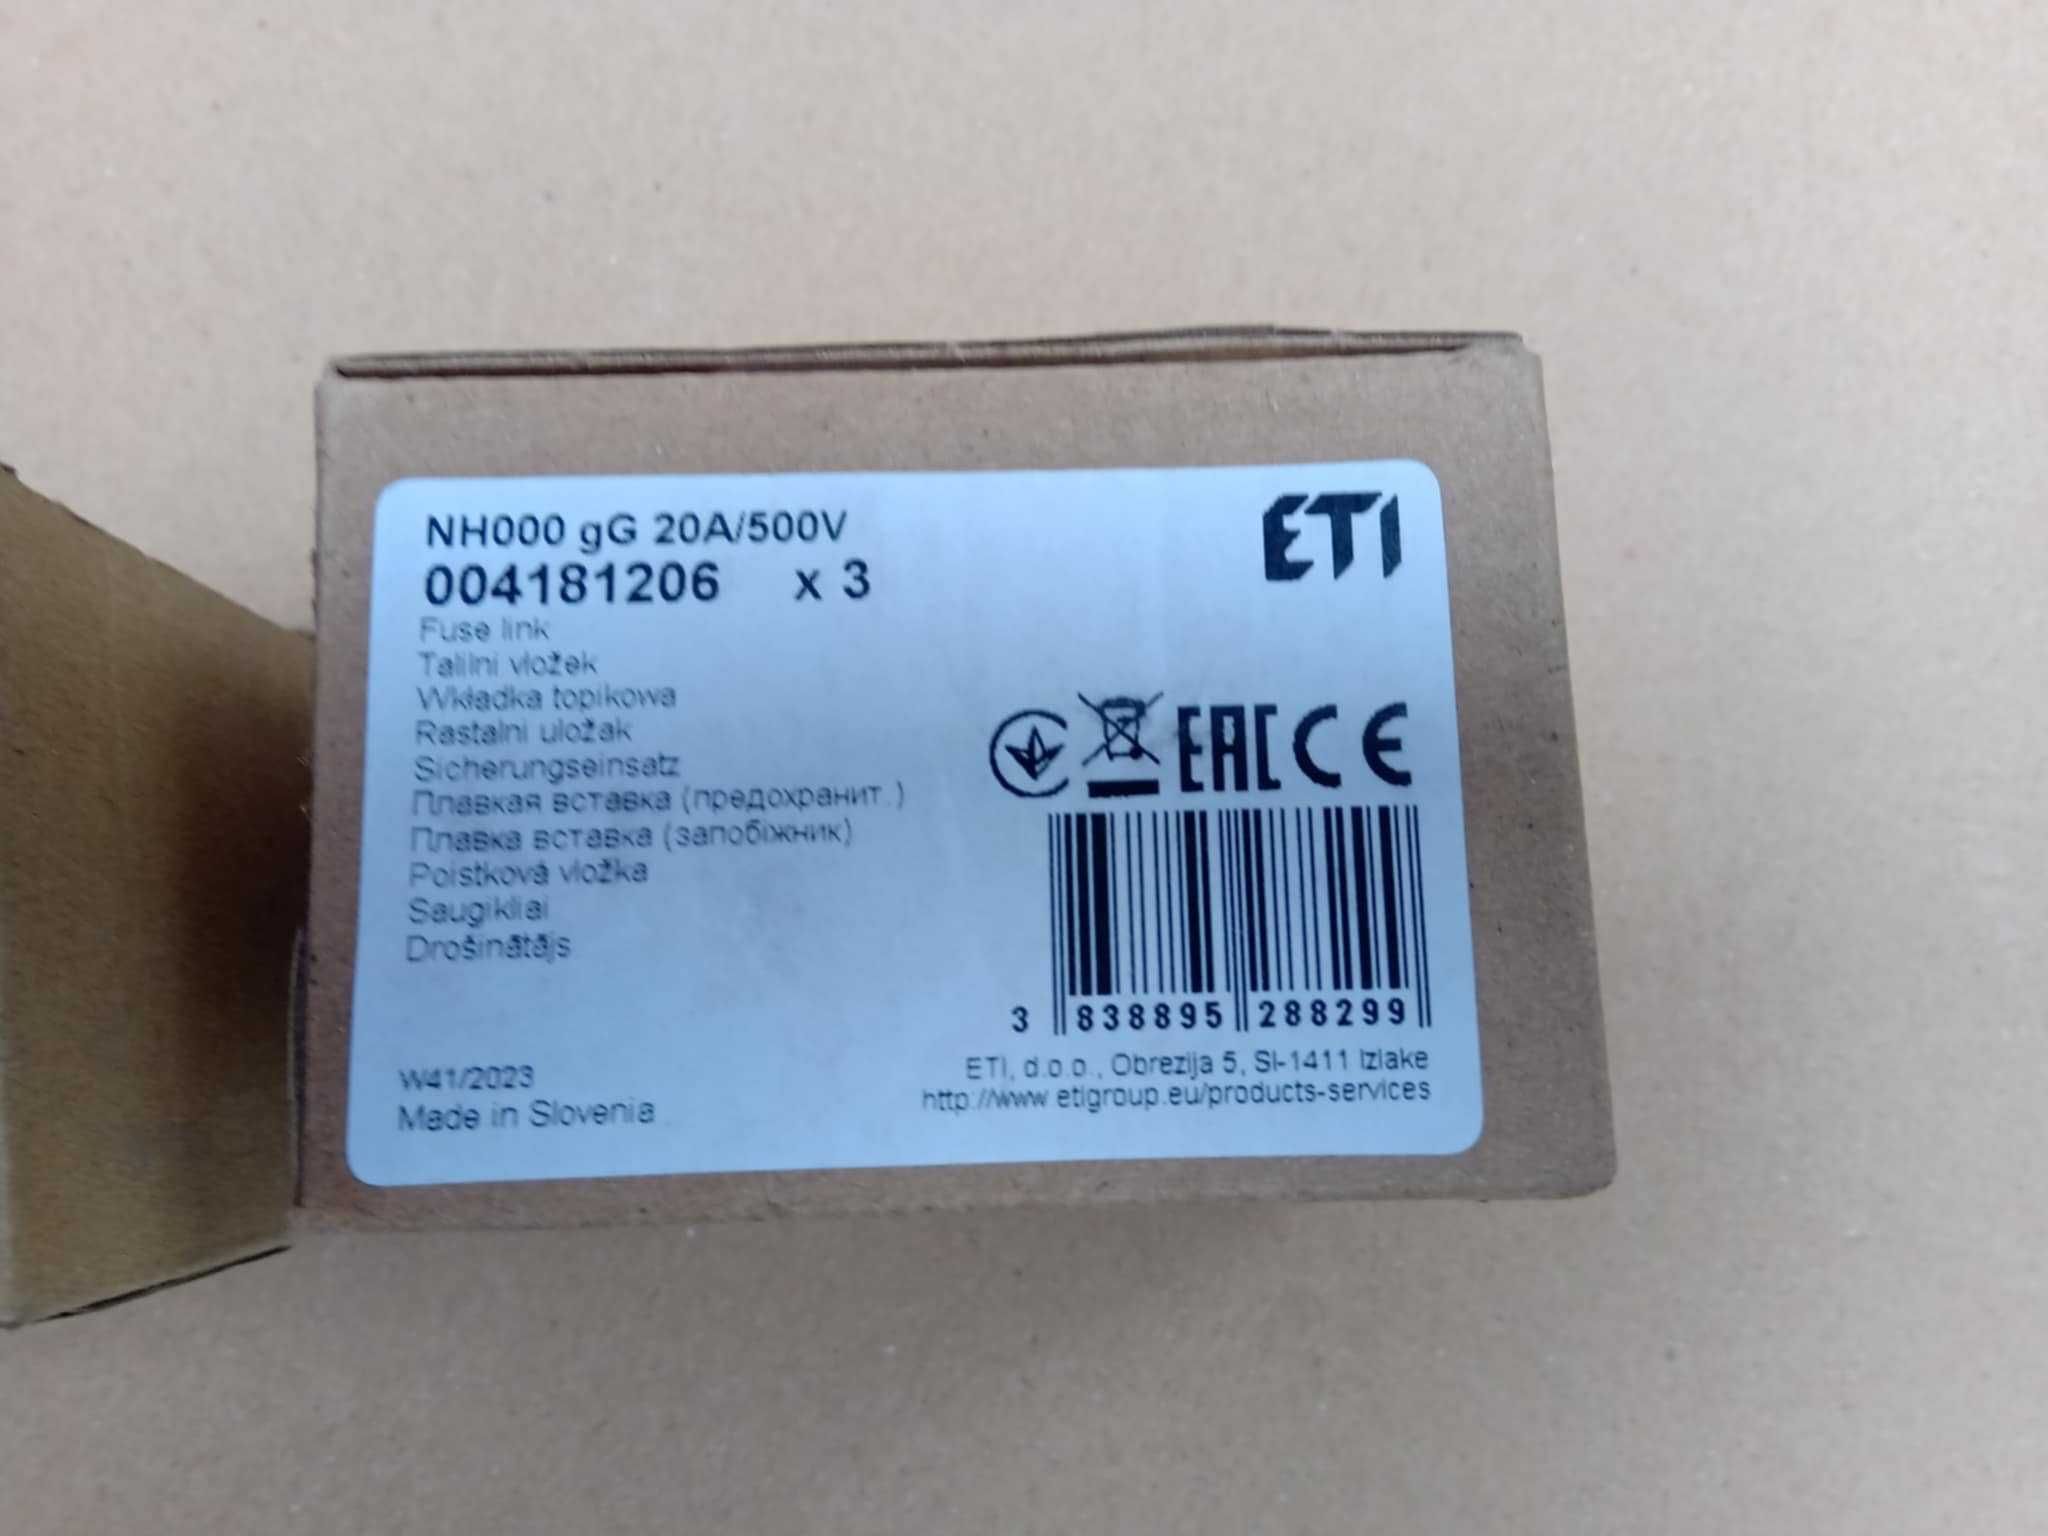 NH000 gG 20A/500V
ETI
004181206 x 3
Fuse link
Talilni vložek
Wkładka topikowa
Rastalni uložak
Sicherungseinsatz
Плавкая вставка (предохранит.)
Плавка вставка (запобіжник)
Poistková vložka
Saugikliai
Drošinātājs
EAC CE
3 838895 288299
W41/2023
Made in Slovenia
ETI, d.o.o., Obrezija 5, SI-1411 Izlake
http://www.etigroup.eu/products-services